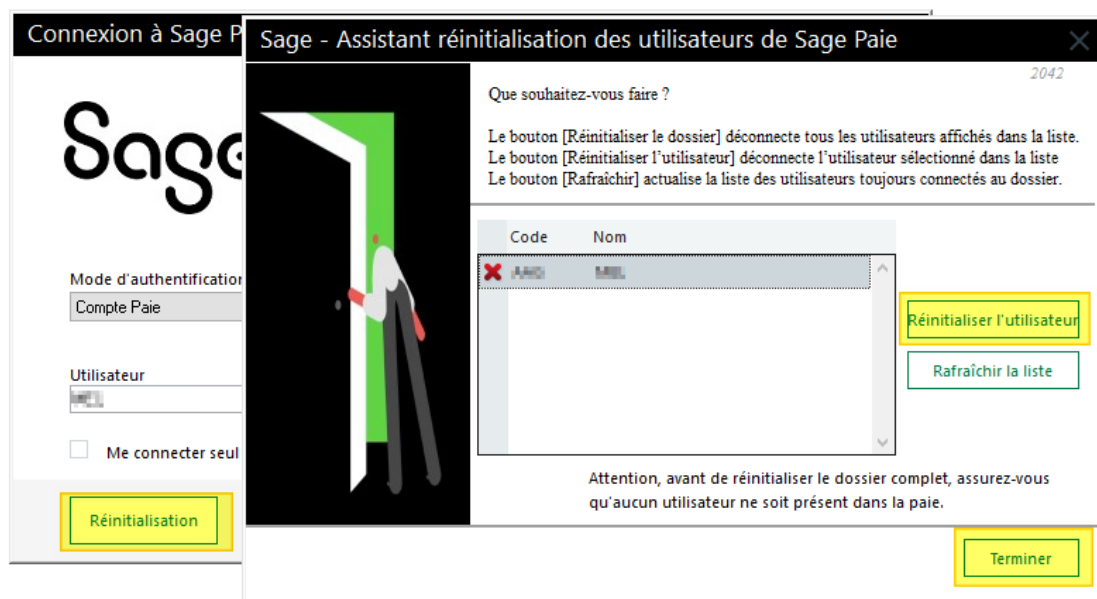 Connexion à Sage P
Sage
Mode d'authentification
Compte Paie
Utilisateur
Me connecter seul
Réinitialisation
Sage - Assistant réinitialisation des utilisateurs de Sage Paie
2042
Que souhaitez-vous faire ?
Le bouton [Réinitialiser le dossier] déconnecte tous les utilisateurs affichés dans la liste.
Le bouton [Réinitialiser l'utilisateur] déconnecte l'utilisateur sélectionné dans la liste
Le bouton [Rafraîchir] actualise la liste des utilisateurs toujours connectés au dossier.
Code Nom
Réinitialiser l'utilisateur
Rafraîchir la liste
Attention, avant de réinitialiser le dossier complet, assurez-vous
qu'aucun utilisateur ne soit présent dans la paie.
Terminer